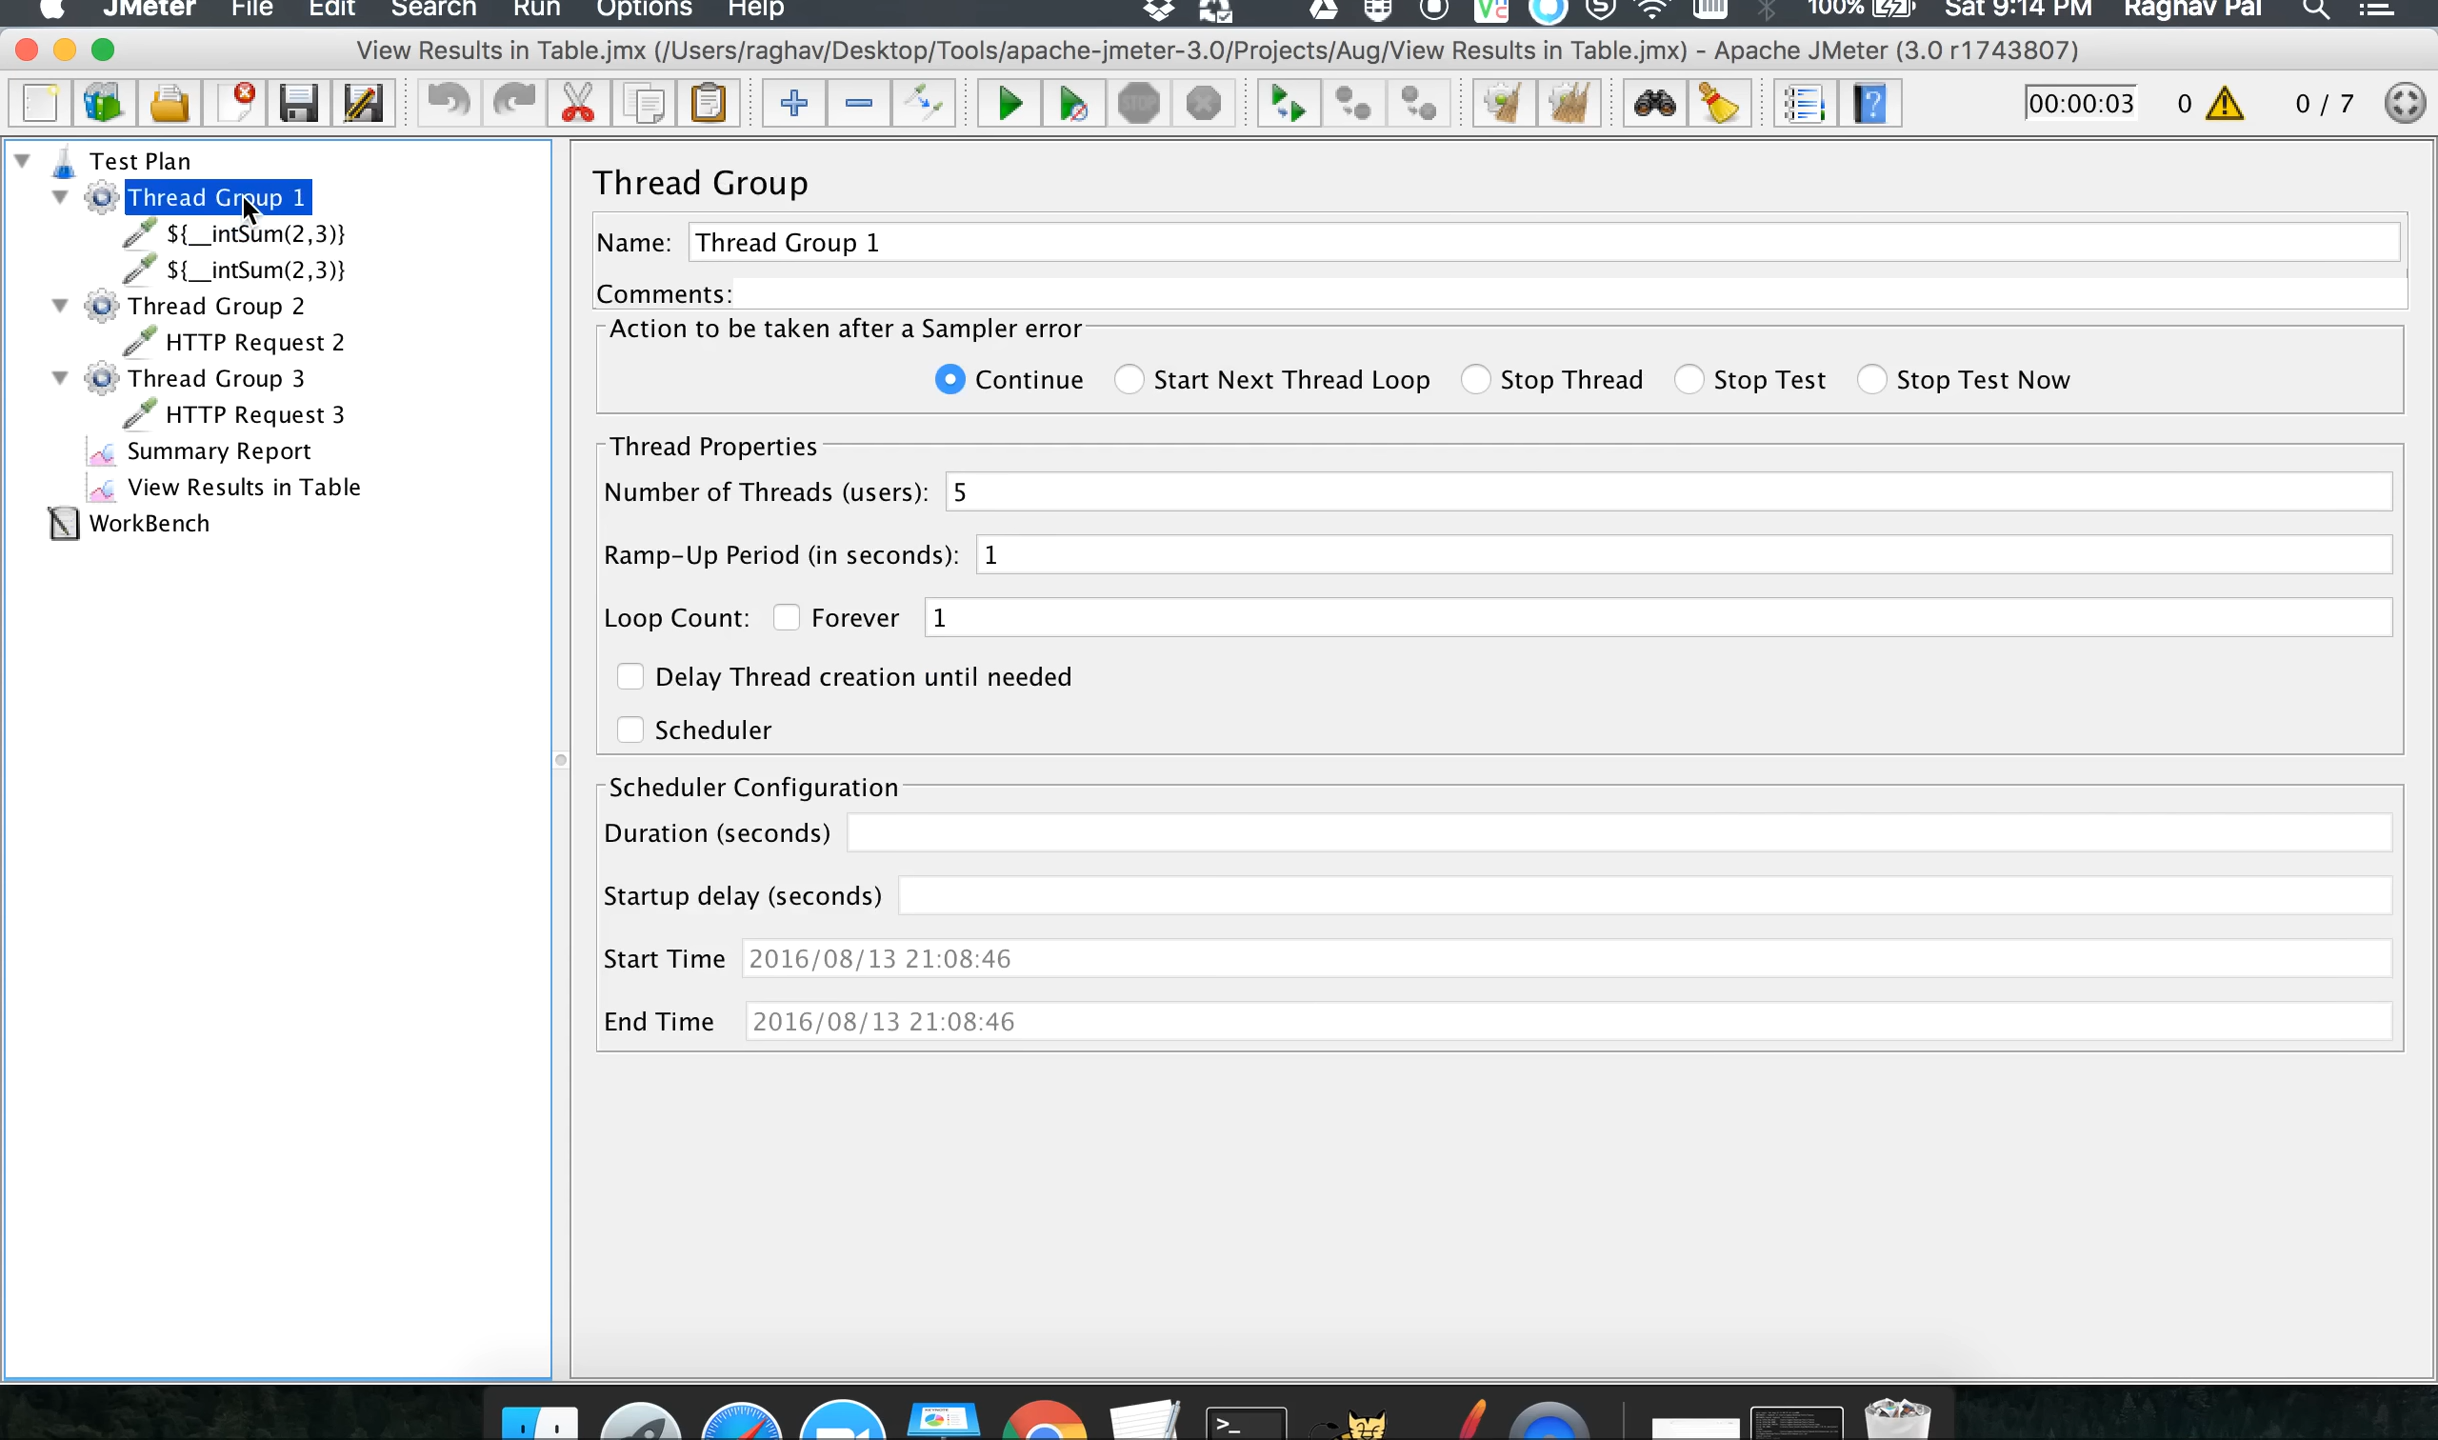 JMeter File Edit Search Run Options Help 100% Sat 9:14 PM Raghav Pal
View Results in Table.jmx (/Users/raghav/Desktop/Tools/apache-jmeter-3.0/Projects/Aug/View Results in Table.jmx) - Apache JMeter (3.0 r1743807)
STOP 00:00:03 0 0 / 7
Test Plan
Thread Group 1
${__intSum(2,3)}
${__intSum(2,3)}
Thread Group 2
HTTP Request 2
Thread Group 3
HTTP Request 3
Summary Report
View Results in Table
WorkBench
Thread Group
Name: Thread Group 1
Comments:
Action to be taken after a Sampler error
Continue Start Next Thread Loop Stop Thread Stop Test Stop Test Now
Thread Properties
Number of Threads (users): 5
Ramp-Up Period (in seconds): 1
Loop Count: Forever 1
Delay Thread creation until needed
Scheduler
Scheduler Configuration
Duration (seconds)
Startup delay (seconds)
Start Time 2016/08/13 21:08:46
End Time 2016/08/13 21:08:46